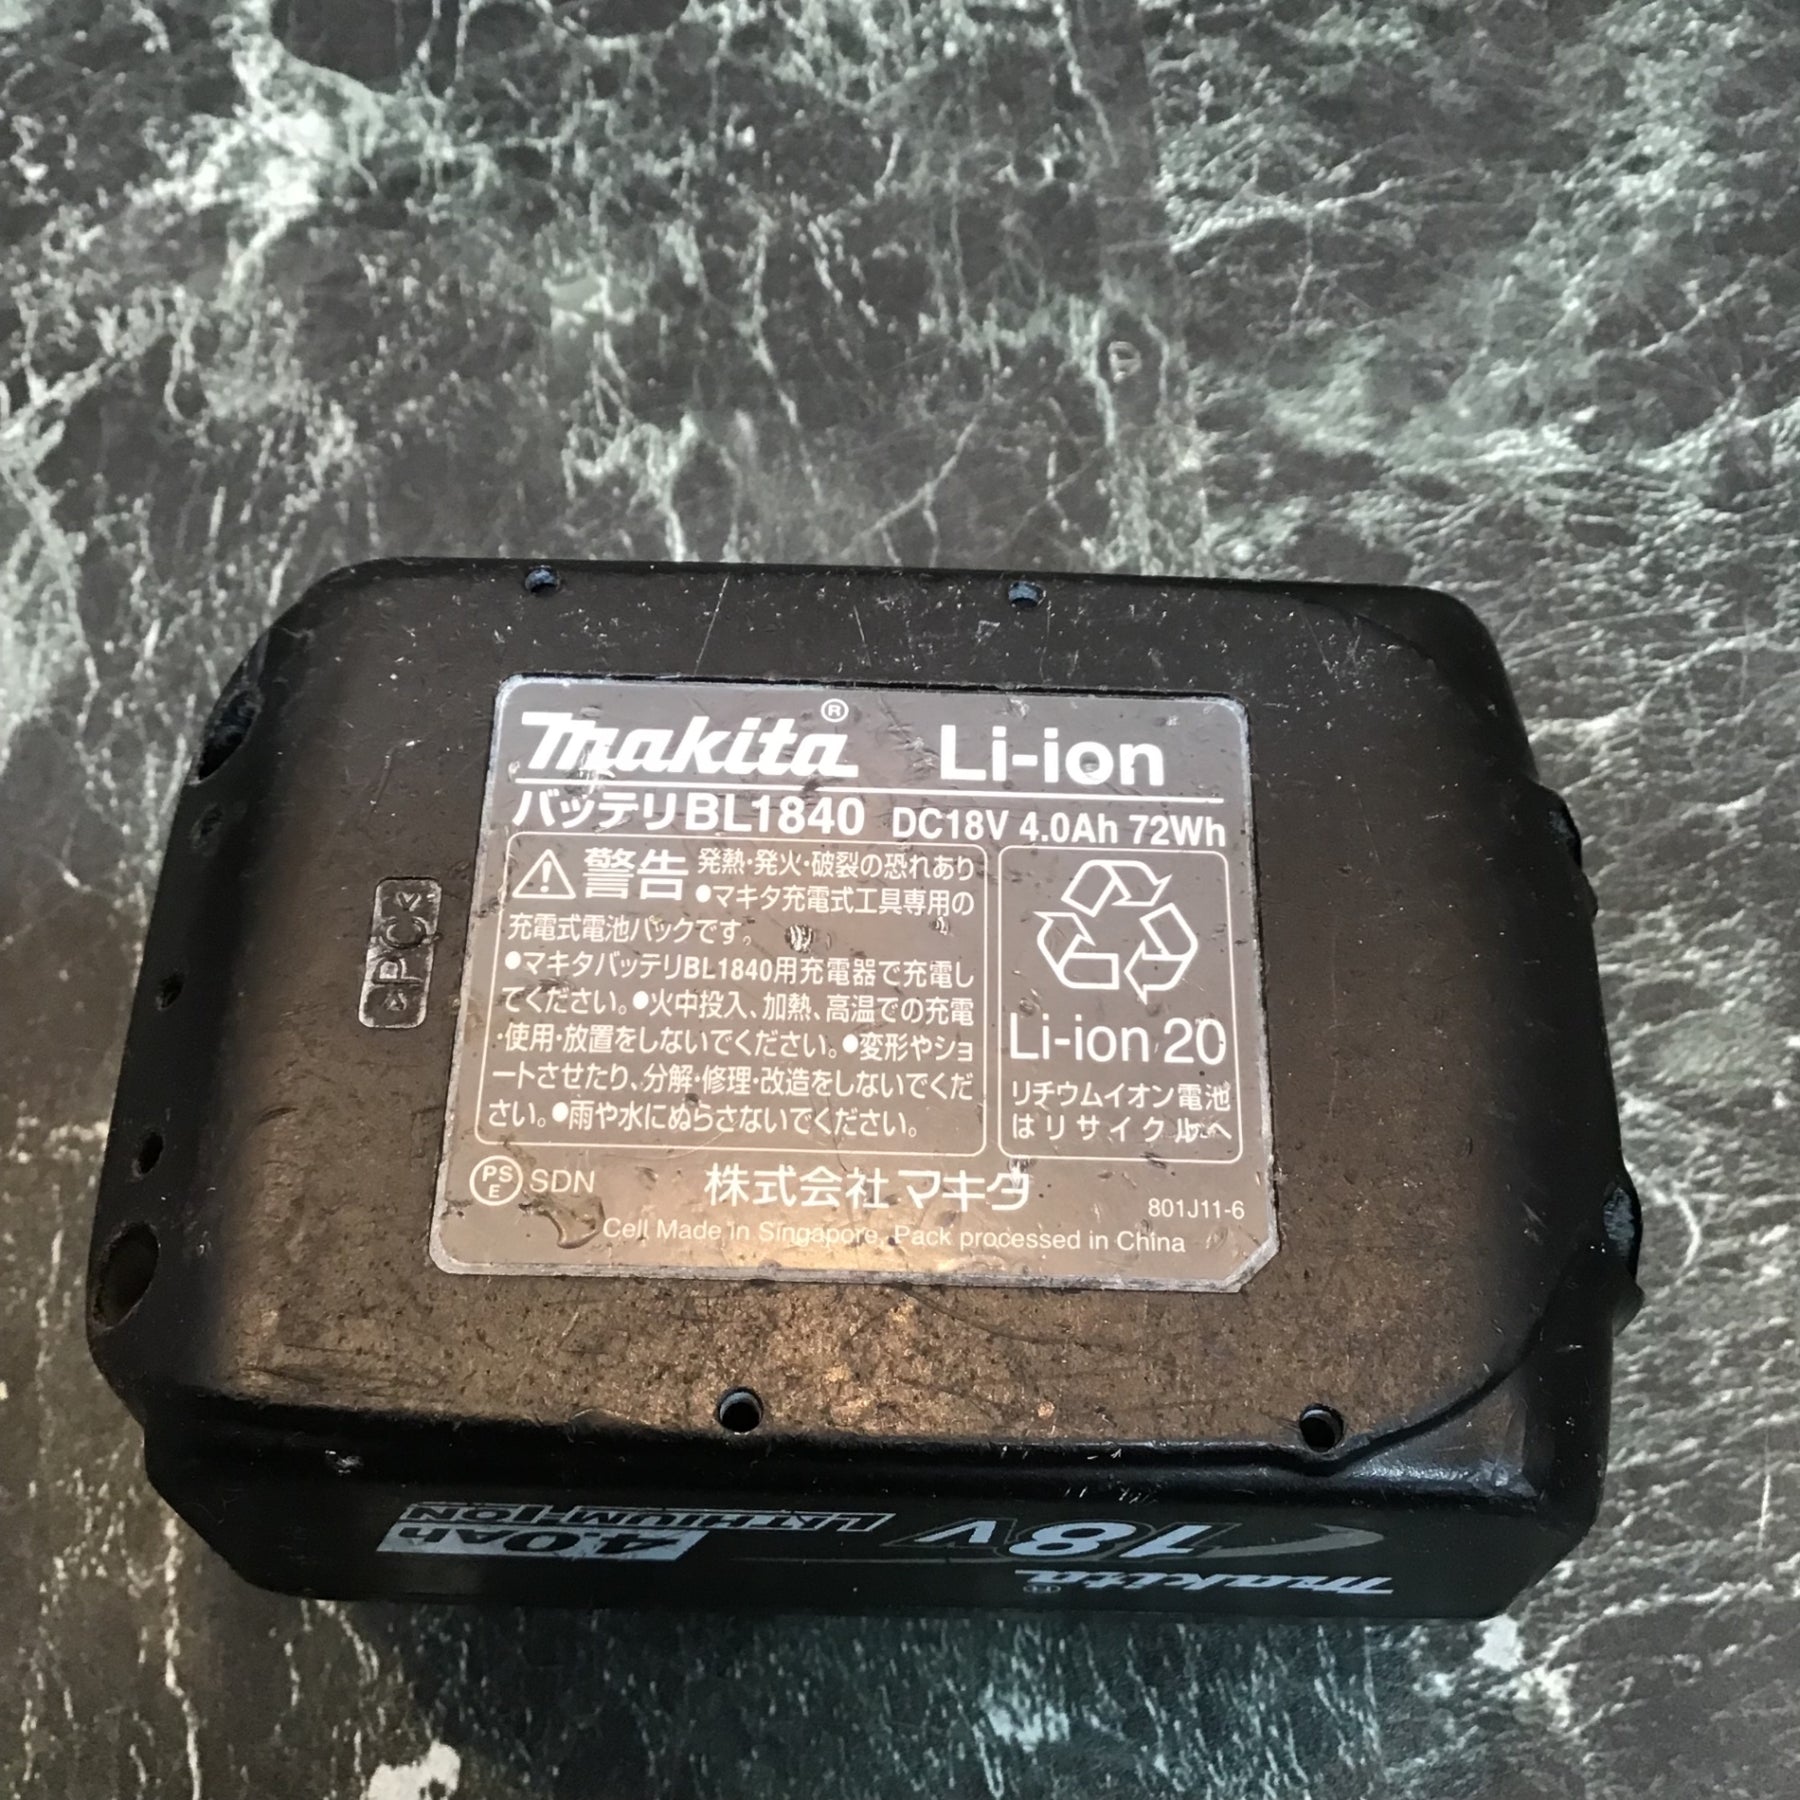 makita® Li-ion
バッテリBL1840 DC18V 4.0Ah 72Wh
警告 発熱・発火・破裂の恐れあり
●マキタ充電式工具専用の
充電式電池パックです。
●マキタバッテリBL1840用充電器で充電し
てください。●火中投入、加熱、高温での充電
・使用・放置をしないでください。●変形やショ
ートさせたり、分解・修理・改造をしないでくだ
さい。●雨や水にぬらさないでください。
Li-ion 20
リチウムイオン電池
はリサイクルへ
PSE SDN 株式会社マキタ 801J11-6
Cell Made in Singapore, Pack processed in China
>PC<
makita®
18V
LITHIUM-ION
4.0Ah